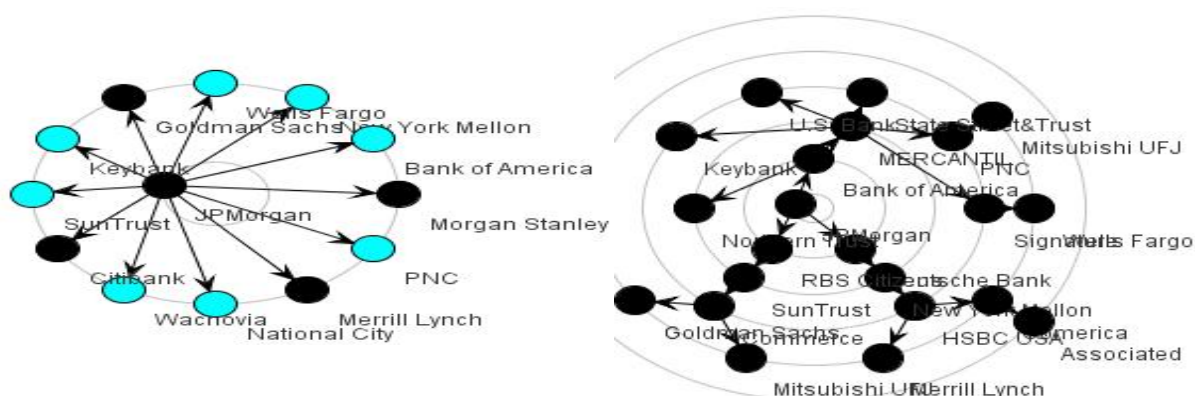 Wells Fargo
Goldman Sachs
New York Mellon
Keybank
Bank of America
JPMorgan
SunTrust
Morgan Stanley
Citibank
PNC
Wachovia
Merrill Lynch
National City
U.S. Bank
State Street&Trust
Mitsubishi UFJ
MERCANTIL
PNC
Keybank
Bank of America
Northern Trust
JPMorgan
Signature
Wells Fargo
RBS Citizens
Deutsche Bank
SunTrust
New York Mellon
Goldman Sachs
Commerce
HSBC USA
Associated
Mitsubishi UFJ
Merrill Lynch